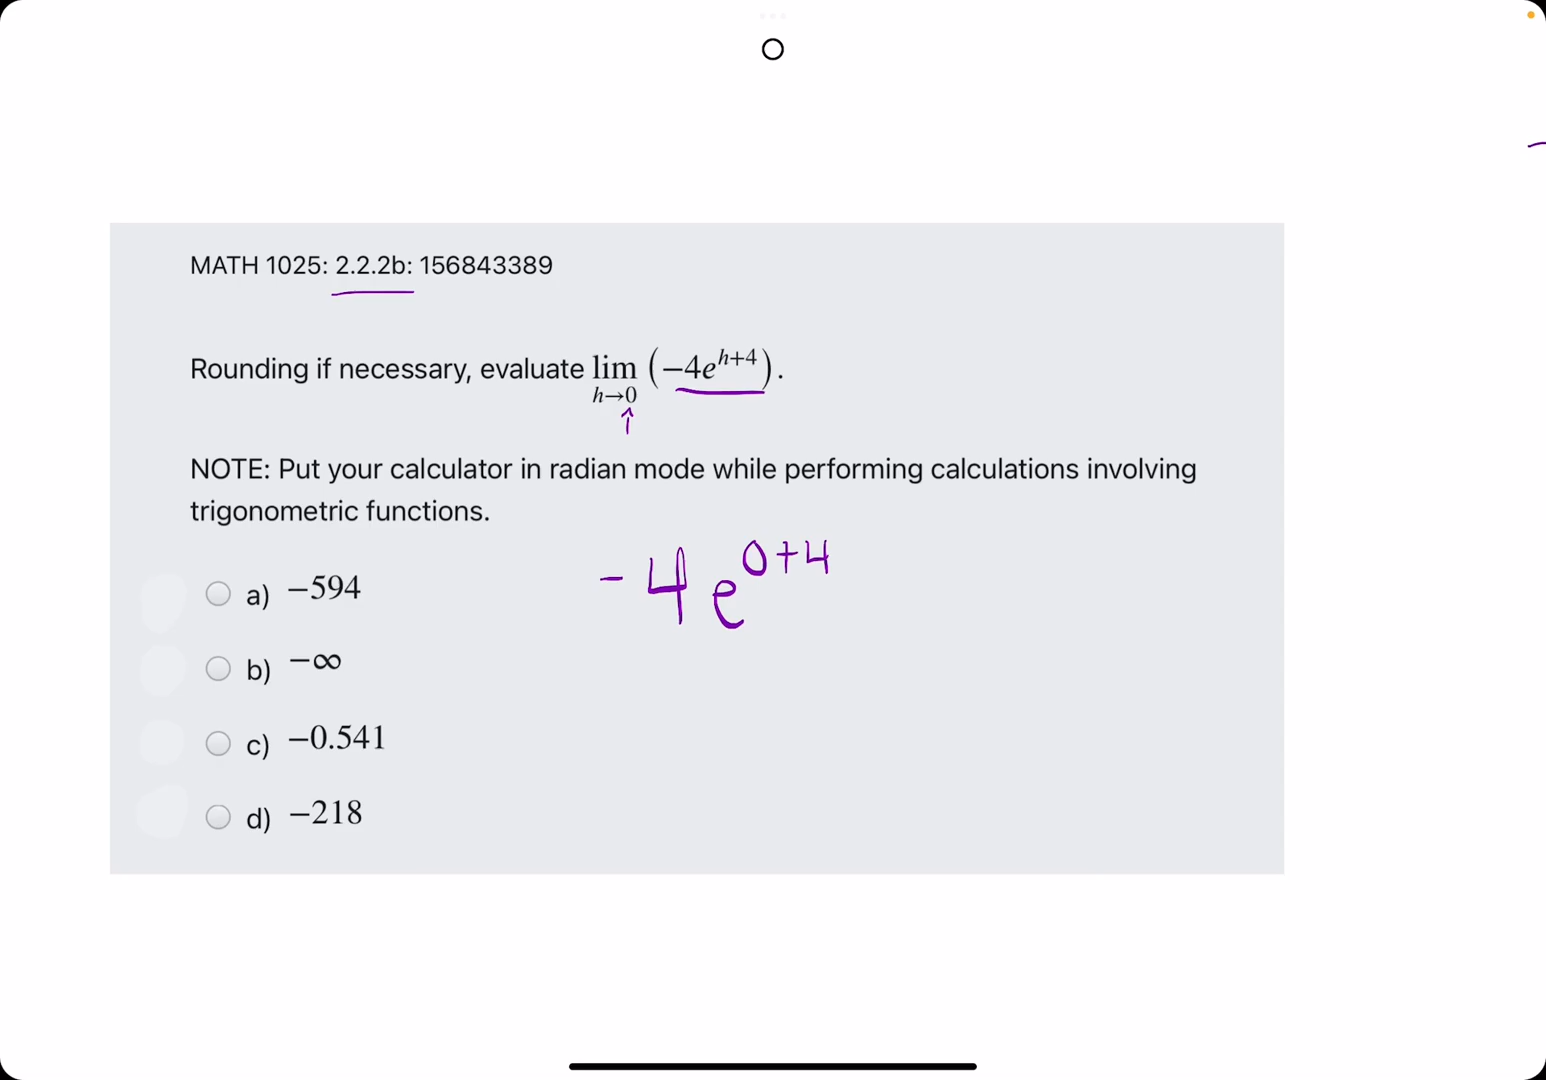 MATH 1025: 2.2.2b: 156843389
Rounding if necessary, evaluate lim h→0 (−4e^{h+4}).
NOTE: Put your calculator in radian mode while performing calculations involving
trigonometric functions.
-4e^{0+4}
a) −594
b) −∞
c) −0.541
d) −218